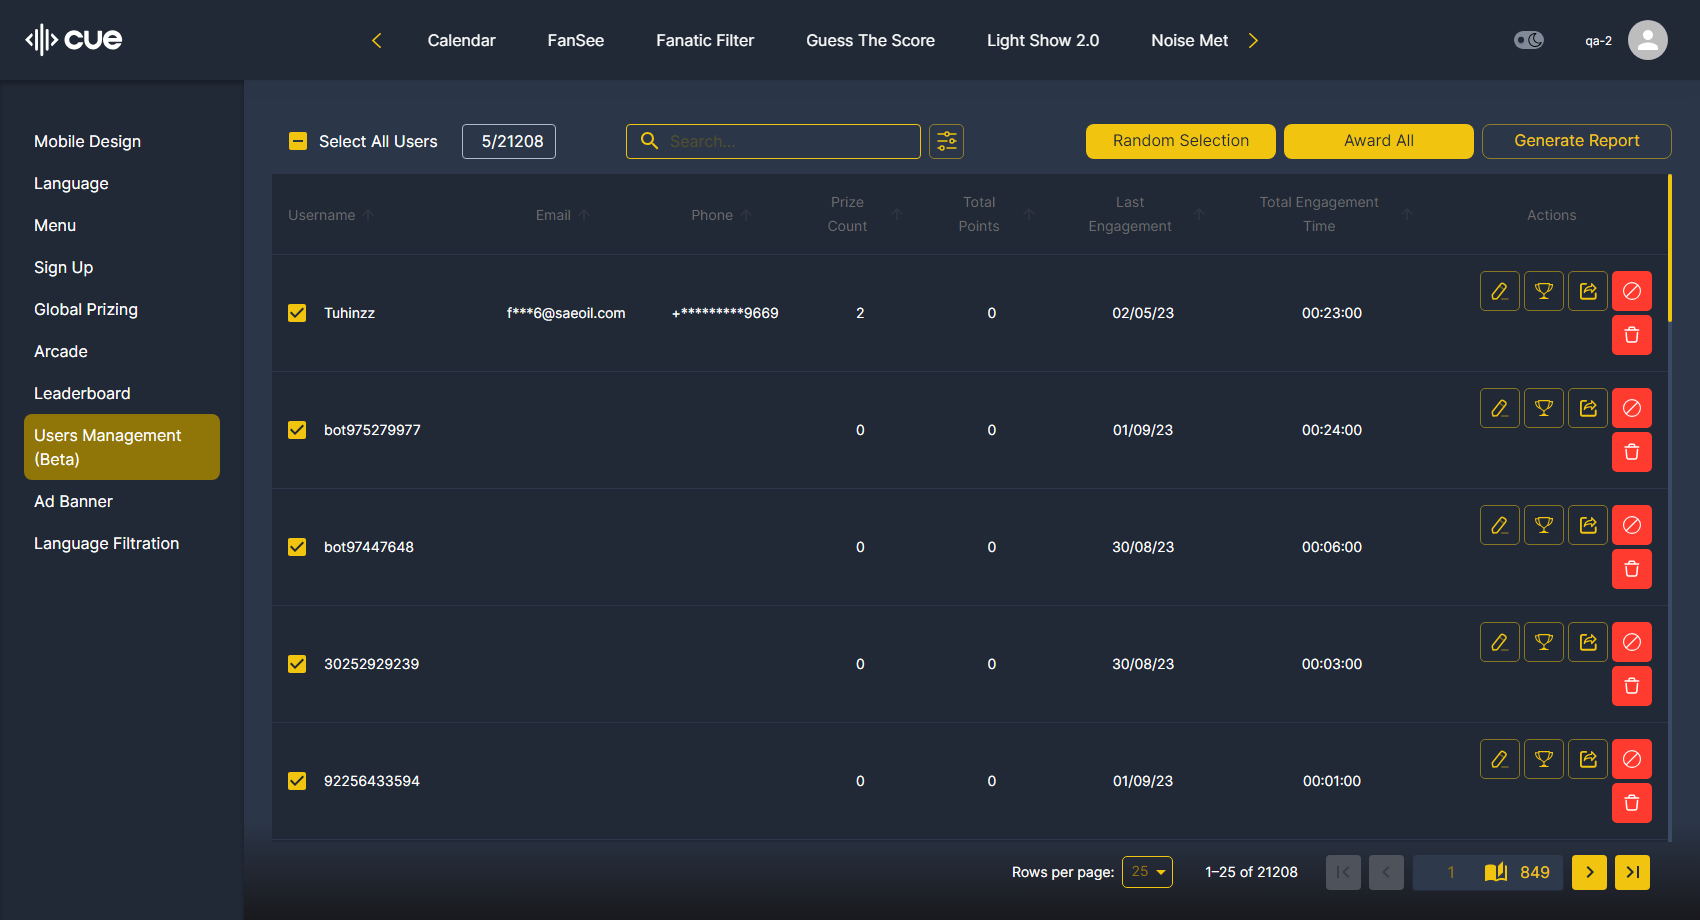 cue
Calendar FanSee Fanatic Filter Guess The Score Light Show 2.0 Noise Met
qa-2
Mobile Design
Language
Menu
Sign Up
Global Prizing
Arcade
Leaderboard
Users Management
(Beta)
Ad Banner
Language Filtration
Select All Users 5/21208 Search... Random Selection Award All Generate Report
Username Email Phone Prize Count Total Points Last Engagement Total Engagement Time Actions
Tuhinzz f***6@saeoil.com +*********9669 2 0 02/05/23 00:23:00
bot975279977 0 0 01/09/23 00:24:00
bot97447648 0 0 30/08/23 00:06:00
30252929239 0 0 30/08/23 00:03:00
92256433594 0 0 01/09/23 00:01:00
Rows per page: 25 1–25 of 21208 1 849